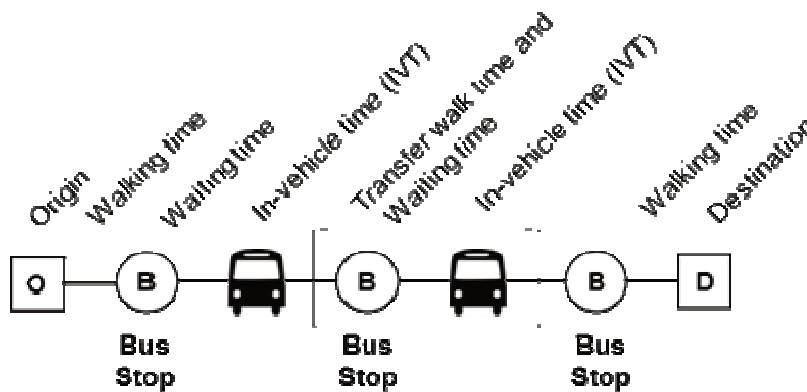 Origin
Walking time
Waiting time
In-vehicle time (IVT)
Transfer walk time and
Waiting time
In-vehicle time (IVT)
Walking time
Destination
O
B
B
B
D
Bus
Stop
Bus
Stop
Bus
Stop